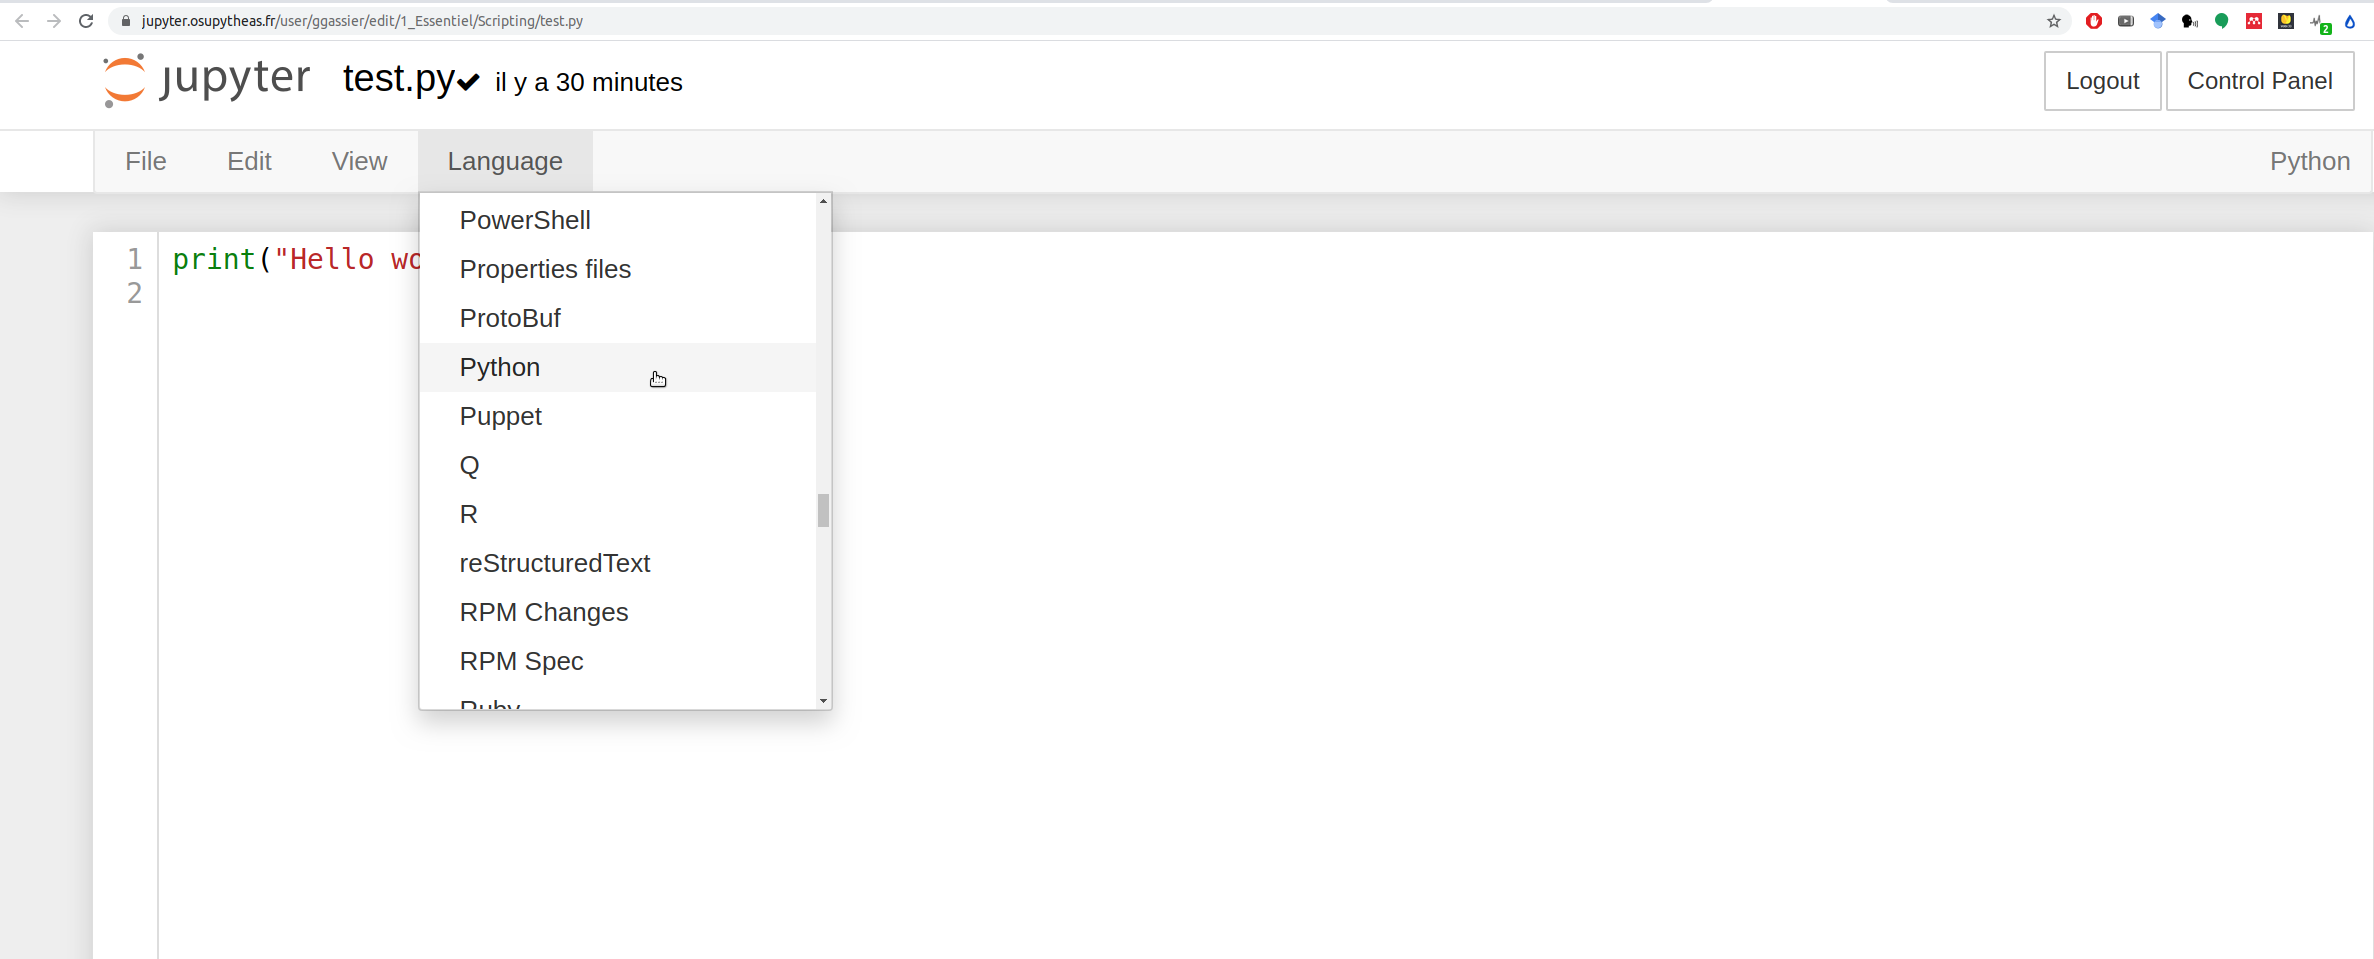 jupyter.osupytheas.fr/user/ggassier/edit/1_Essentiel/Scripting/test.py
2
jupyter test.py il y a 30 minutes
Logout Control Panel
File Edit View Language Python
PowerShell
Properties files
ProtoBuf
Python
Puppet
Q
R
reStructuredText
RPM Changes
RPM Spec
Ruby
1 print("Hello wo
2